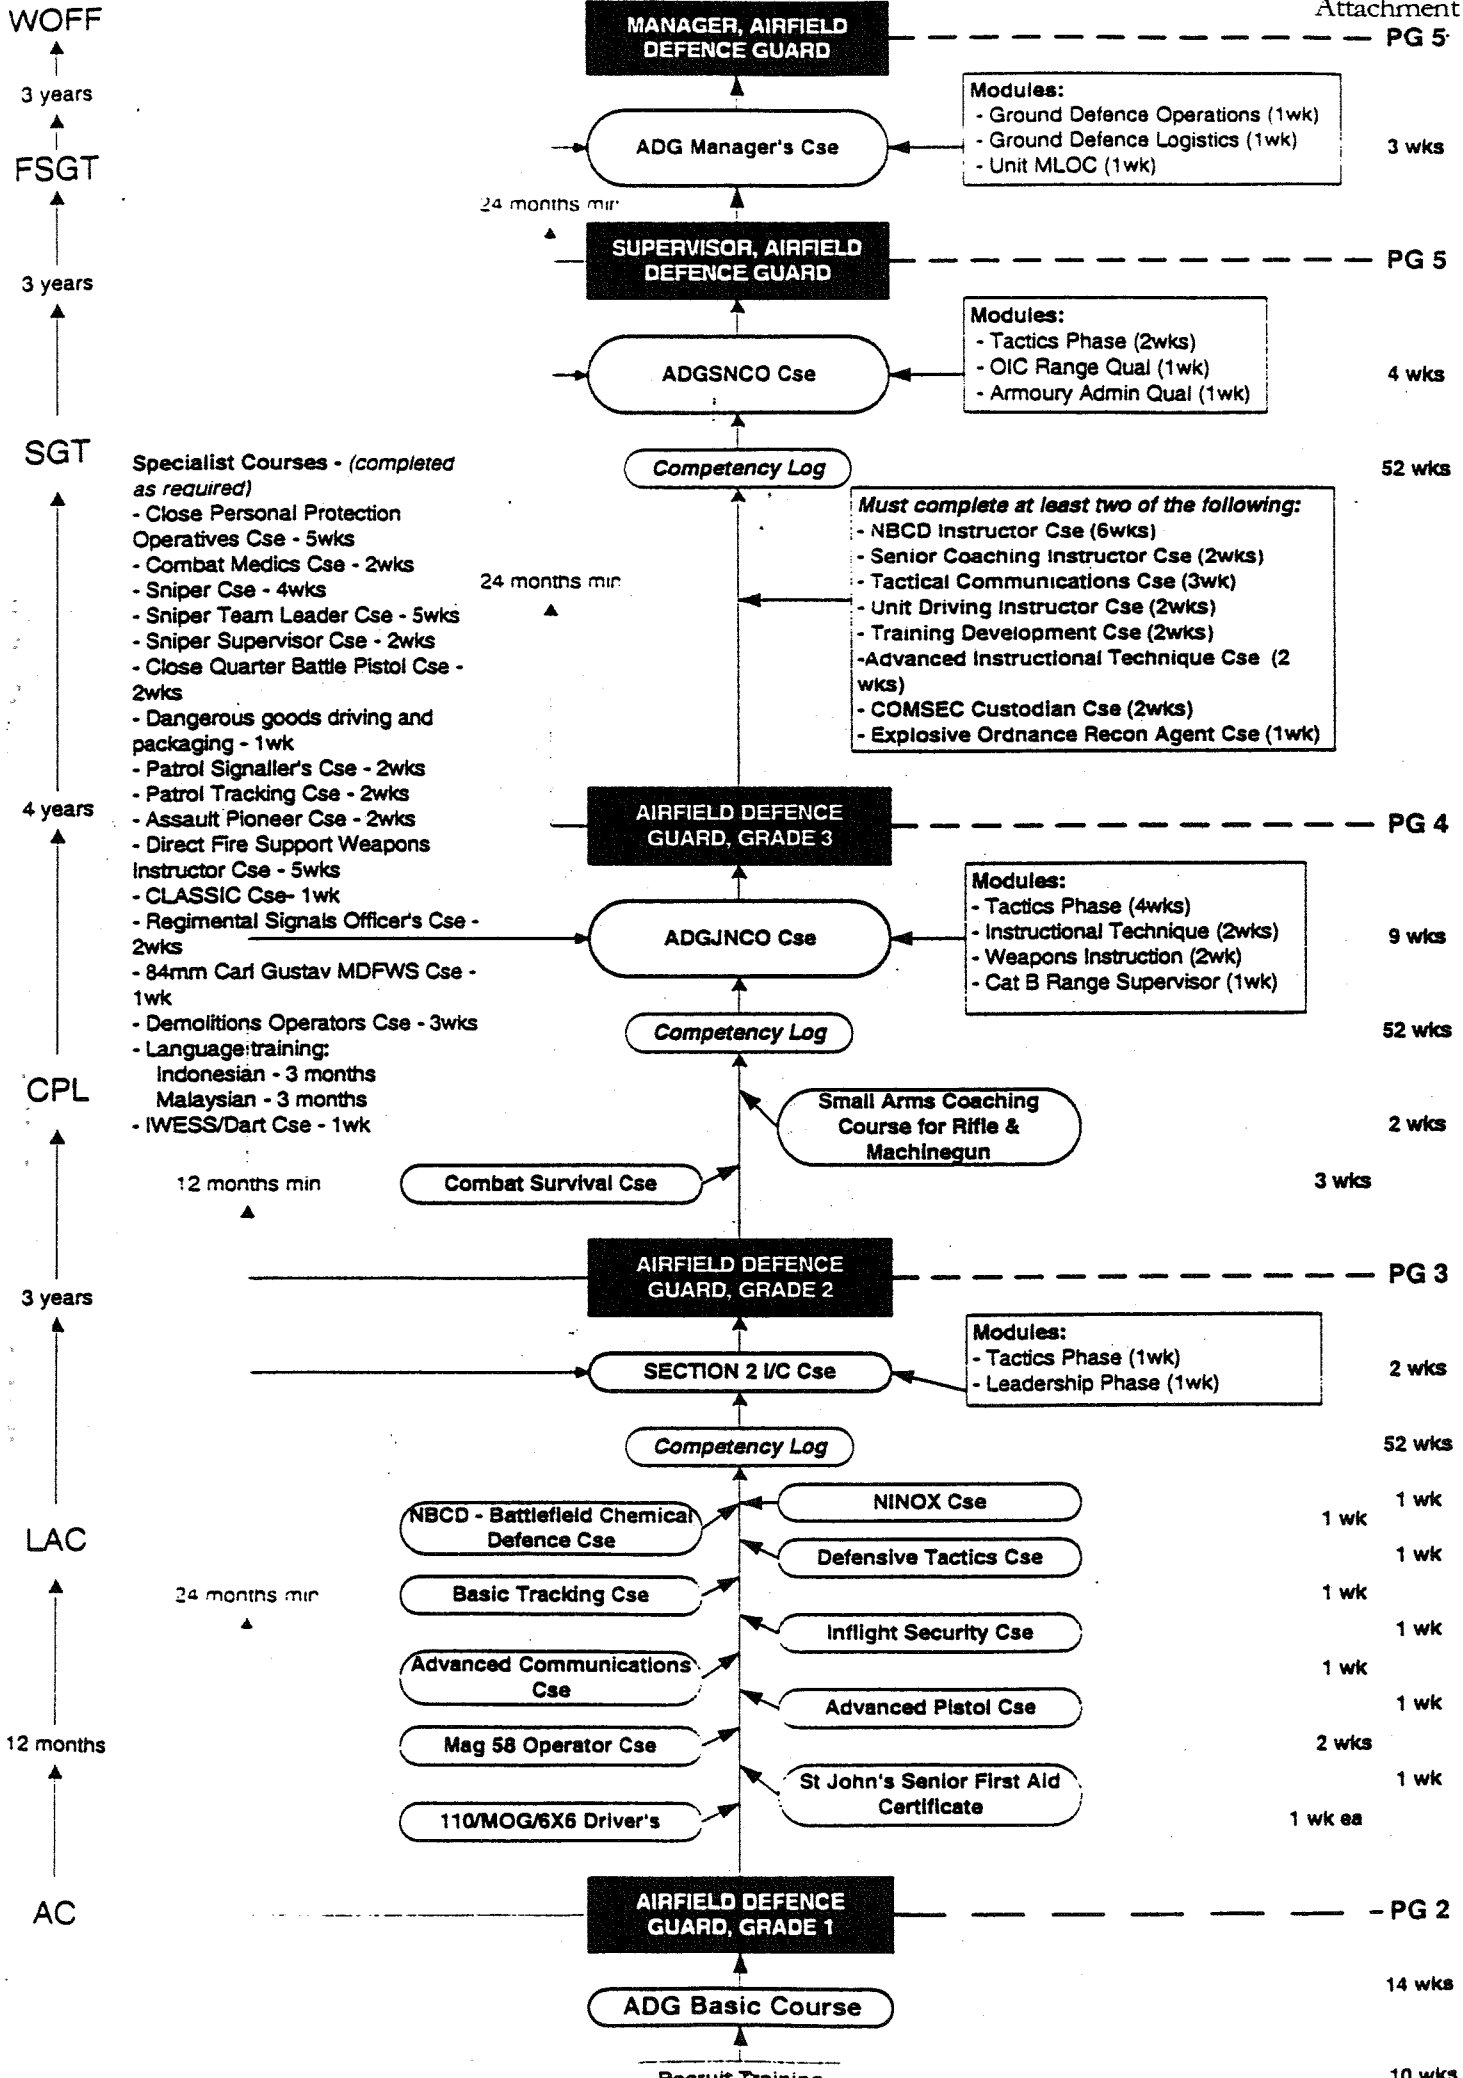 Attachment
WOFF
MANAGER, AIRFIELD
DEFENCE GUARD
PG 5
3 years
ADG Manager's Cse
Modules:
- Ground Defence Operations (1wk)
- Ground Defence Logistics (1wk)
- Unit MLOC (1wk)
3 wks
FSGT
24 months min
SUPERVISOR, AIRFIELD
DEFENCE GUARD
PG 5
3 years
ADGSNCO Cse
Modules:
- Tactics Phase (2wks)
- OIC Range Qual (1wk)
- Armoury Admin Qual (1wk)
4 wks
SGT
Competency Log
52 wks
Specialist Courses - (completed
as required)
- Close Personal Protection
Operatives Cse - 5wks
- Combat Medics Cse - 2wks
- Sniper Cse - 4wks
- Sniper Team Leader Cse - 5wks
- Sniper Supervisor Cse - 2wks
- Close Quarter Battle Pistol Cse -
2wks
- Dangerous goods driving and
packaging - 1wk
- Patrol Signaller's Cse - 2wks
- Patrol Tracking Cse - 2wks
- Assault Pioneer Cse - 2wks
- Direct Fire Support Weapons
Instructor Cse - 5wks
- CLASSIC Cse- 1wk
- Regimental Signals Officer's Cse -
2wks
- 84mm Carl Gustav MDFWS Cse -
1wk
- Demolitions Operators Cse - 3wks
- Language training:
Indonesian - 3 months
Malaysian - 3 months
- IWESS/Dart Cse - 1wk
24 months min
Must complete at least two of the following:
- NBCD Instructor Cse (6wks)
- Senior Coaching Instructor Cse (2wks)
- Tactical Communications Cse (3wk)
- Unit Driving Instructor Cse (2wks)
- Training Development Cse (2wks)
-Advanced Instructional Technique Cse (2
wks)
- COMSEC Custodian Cse (2wks)
- Explosive Ordnance Recon Agent Cse (1wk)
4 years
AIRFIELD DEFENCE
GUARD, GRADE 3
PG 4
ADGJNCO Cse
Modules:
- Tactics Phase (4wks)
- Instructional Technique (2wks)
- Weapons Instruction (2wk)
- Cat B Range Supervisor (1wk)
9 wks
Competency Log
52 wks
CPL
Small Arms Coaching
Course for Rifle &
Machinegun
2 wks
12 months min
Combat Survival Cse
3 wks
AIRFIELD DEFENCE
GUARD, GRADE 2
PG 3
3 years
SECTION 2 I/C Cse
Modules:
- Tactics Phase (1wk)
- Leadership Phase (1wk)
2 wks
Competency Log
52 wks
NINOX Cse
1 wk
NBCD - Battlefield Chemical
Defence Cse
1 wk
LAC
Defensive Tactics Cse
1 wk
24 months min
Basic Tracking Cse
1 wk
Inflight Security Cse
1 wk
Advanced Communications
Cse
1 wk
Advanced Pistol Cse
1 wk
12 months
Mag 58 Operator Cse
2 wks
St John's Senior First Aid
Certificate
1 wk
110/MOG/6X6 Driver's
1 wk ea
AC
AIRFIELD DEFENCE
GUARD, GRADE 1
PG 2
14 wks
ADG Basic Course
Recruit Training
10 wks